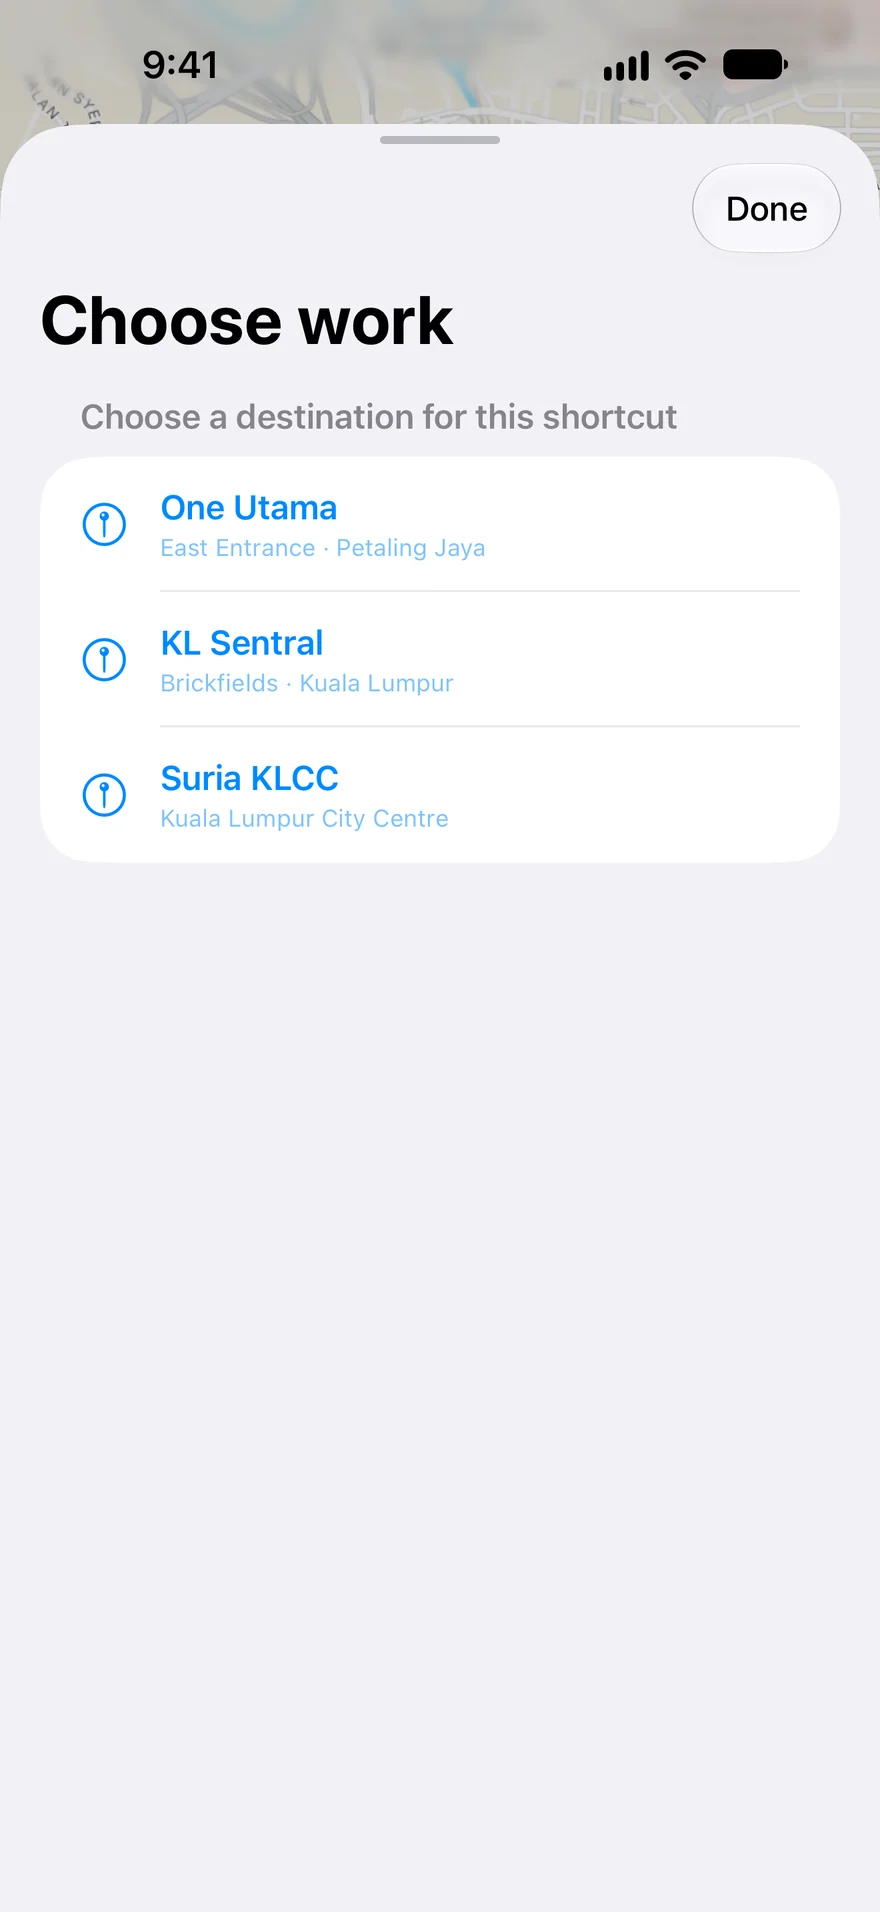 9:41
Done
Choose work
Choose a destination for this shortcut
One Utama
East Entrance · Petaling Jaya
KL Sentral
Brickfields · Kuala Lumpur
Suria KLCC
Kuala Lumpur City Centre